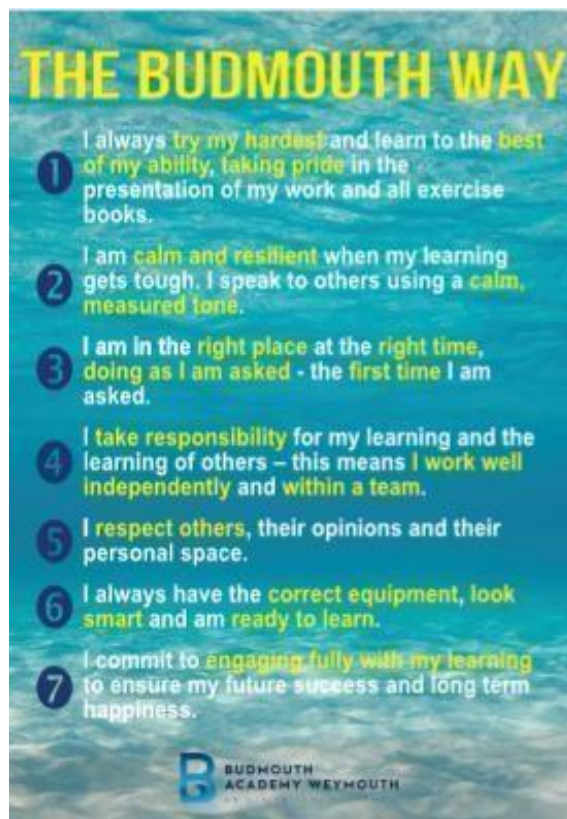 THE BUDMOUTH WAY
1 I always try my hardest and learn to the best
of my ability, taking pride in the
presentation of my work and all exercise
books.
2 I am calm and resilient when my learning
gets tough. I speak to others using a calm,
measured tone.
3 I am in the right place at the right time,
doing as I am asked - the first time I am
asked.
4 I take responsibility for my learning and the
learning of others – this means I work well
independently and within a team.
5 I respect others, their opinions and their
personal space.
6 I always have the correct equipment, look
smart and am ready to learn.
7 I commit to engaging fully with my learning
to ensure my future success and long term
happiness.
BUDMOUTH
ACADEMY WEYMOUTH